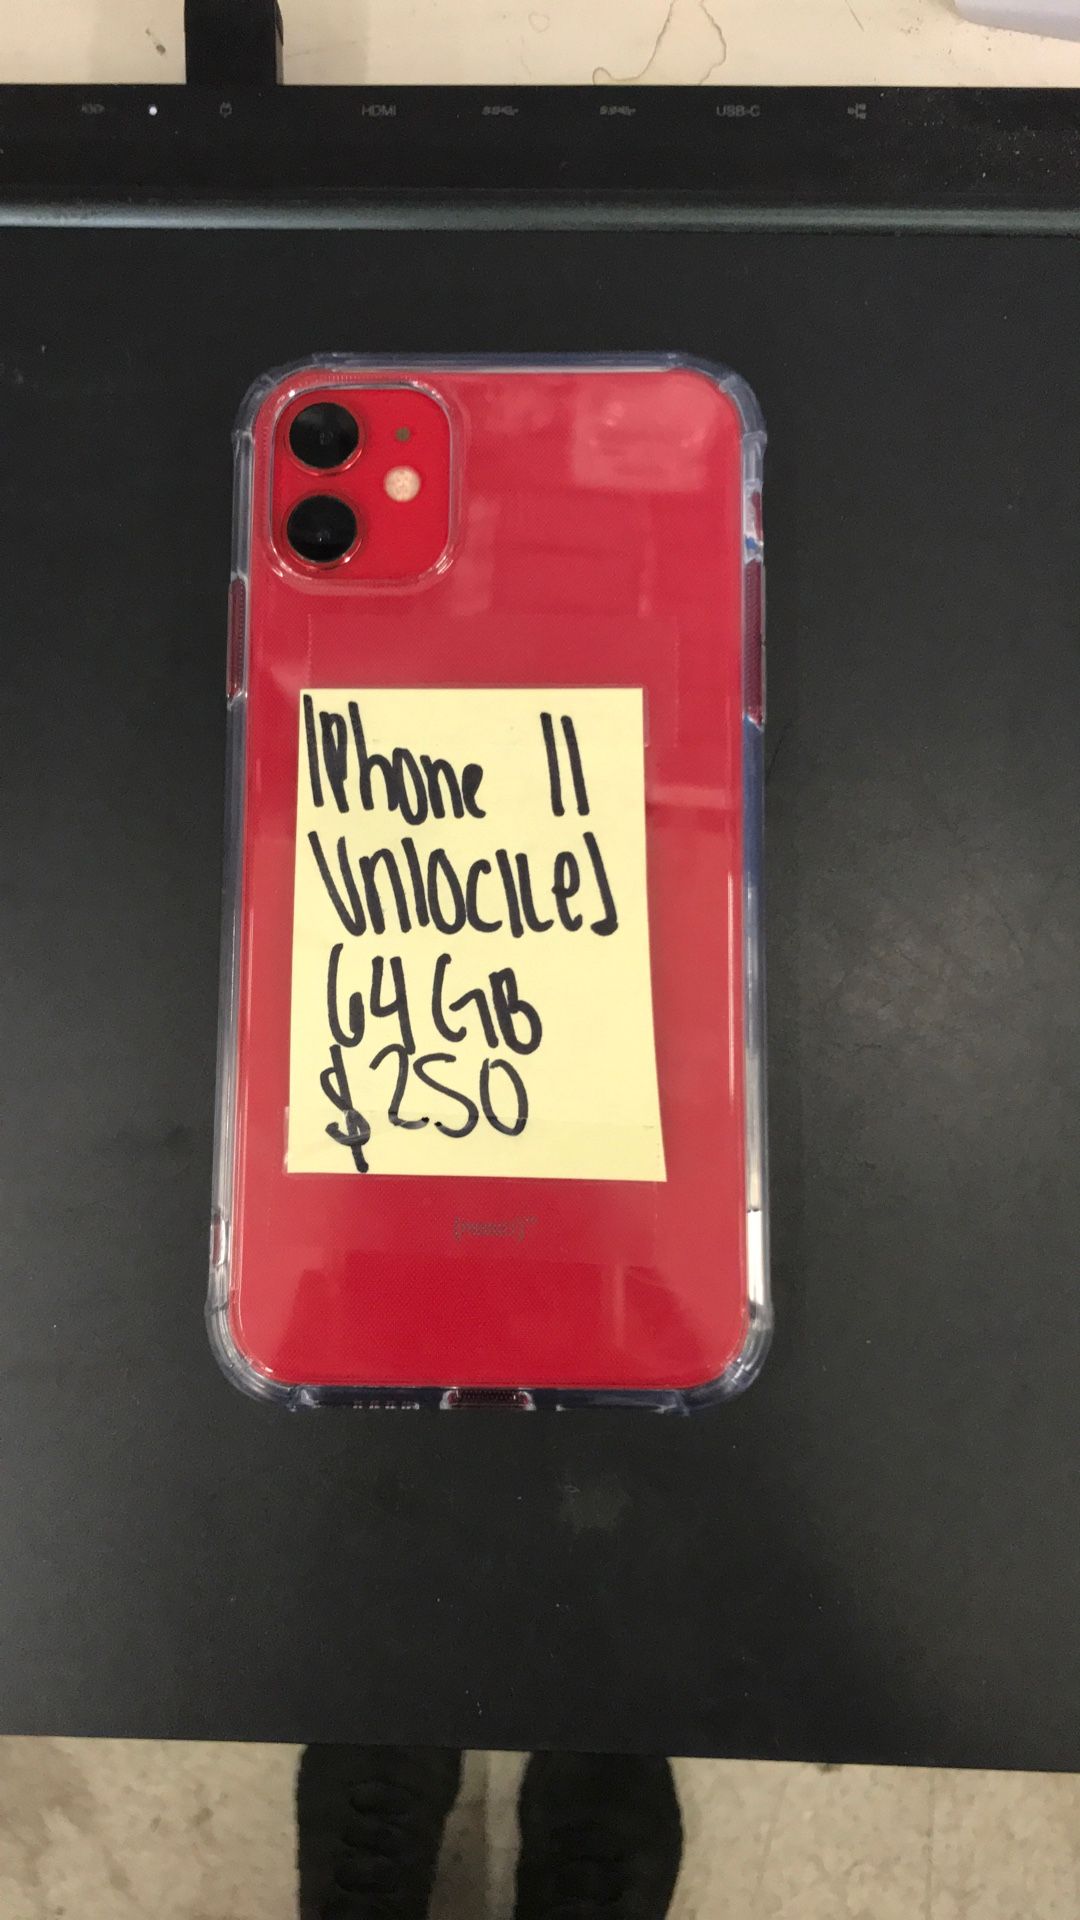 HDMI
USB-C
IPhone 11
Unlocked
64GB
$250